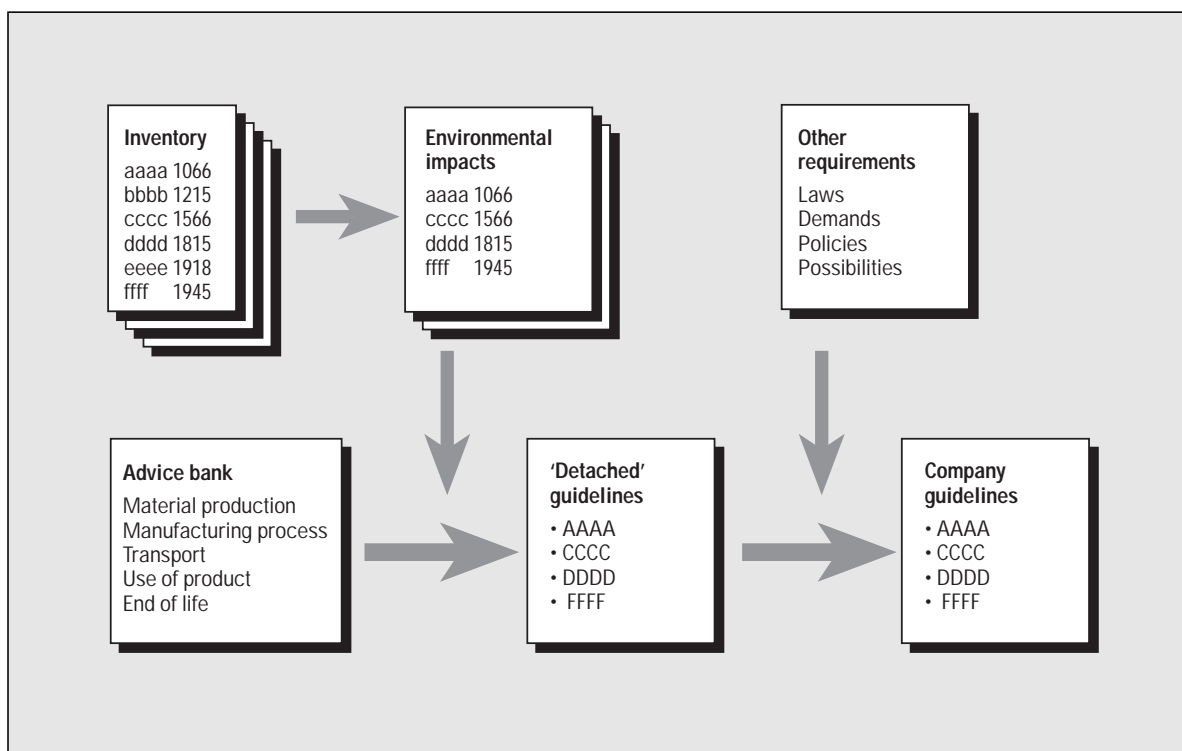 Inventory
aaaa 1066
bbbb 1215
cccc 1566
dddd 1815
eeee 1918
ffff 1945
Environmental
impacts
aaaa 1066
cccc 1566
dddd 1815
ffff 1945
Other
requirements
Laws
Demands
Policies
Possibilities
Advice bank
Material production
Manufacturing process
Transport
Use of product
End of life
‘Detached’
guidelines
• AAAA
• CCCC
• DDDD
• FFFF
Company
guidelines
• AAAA
• CCCC
• DDDD
• FFFF